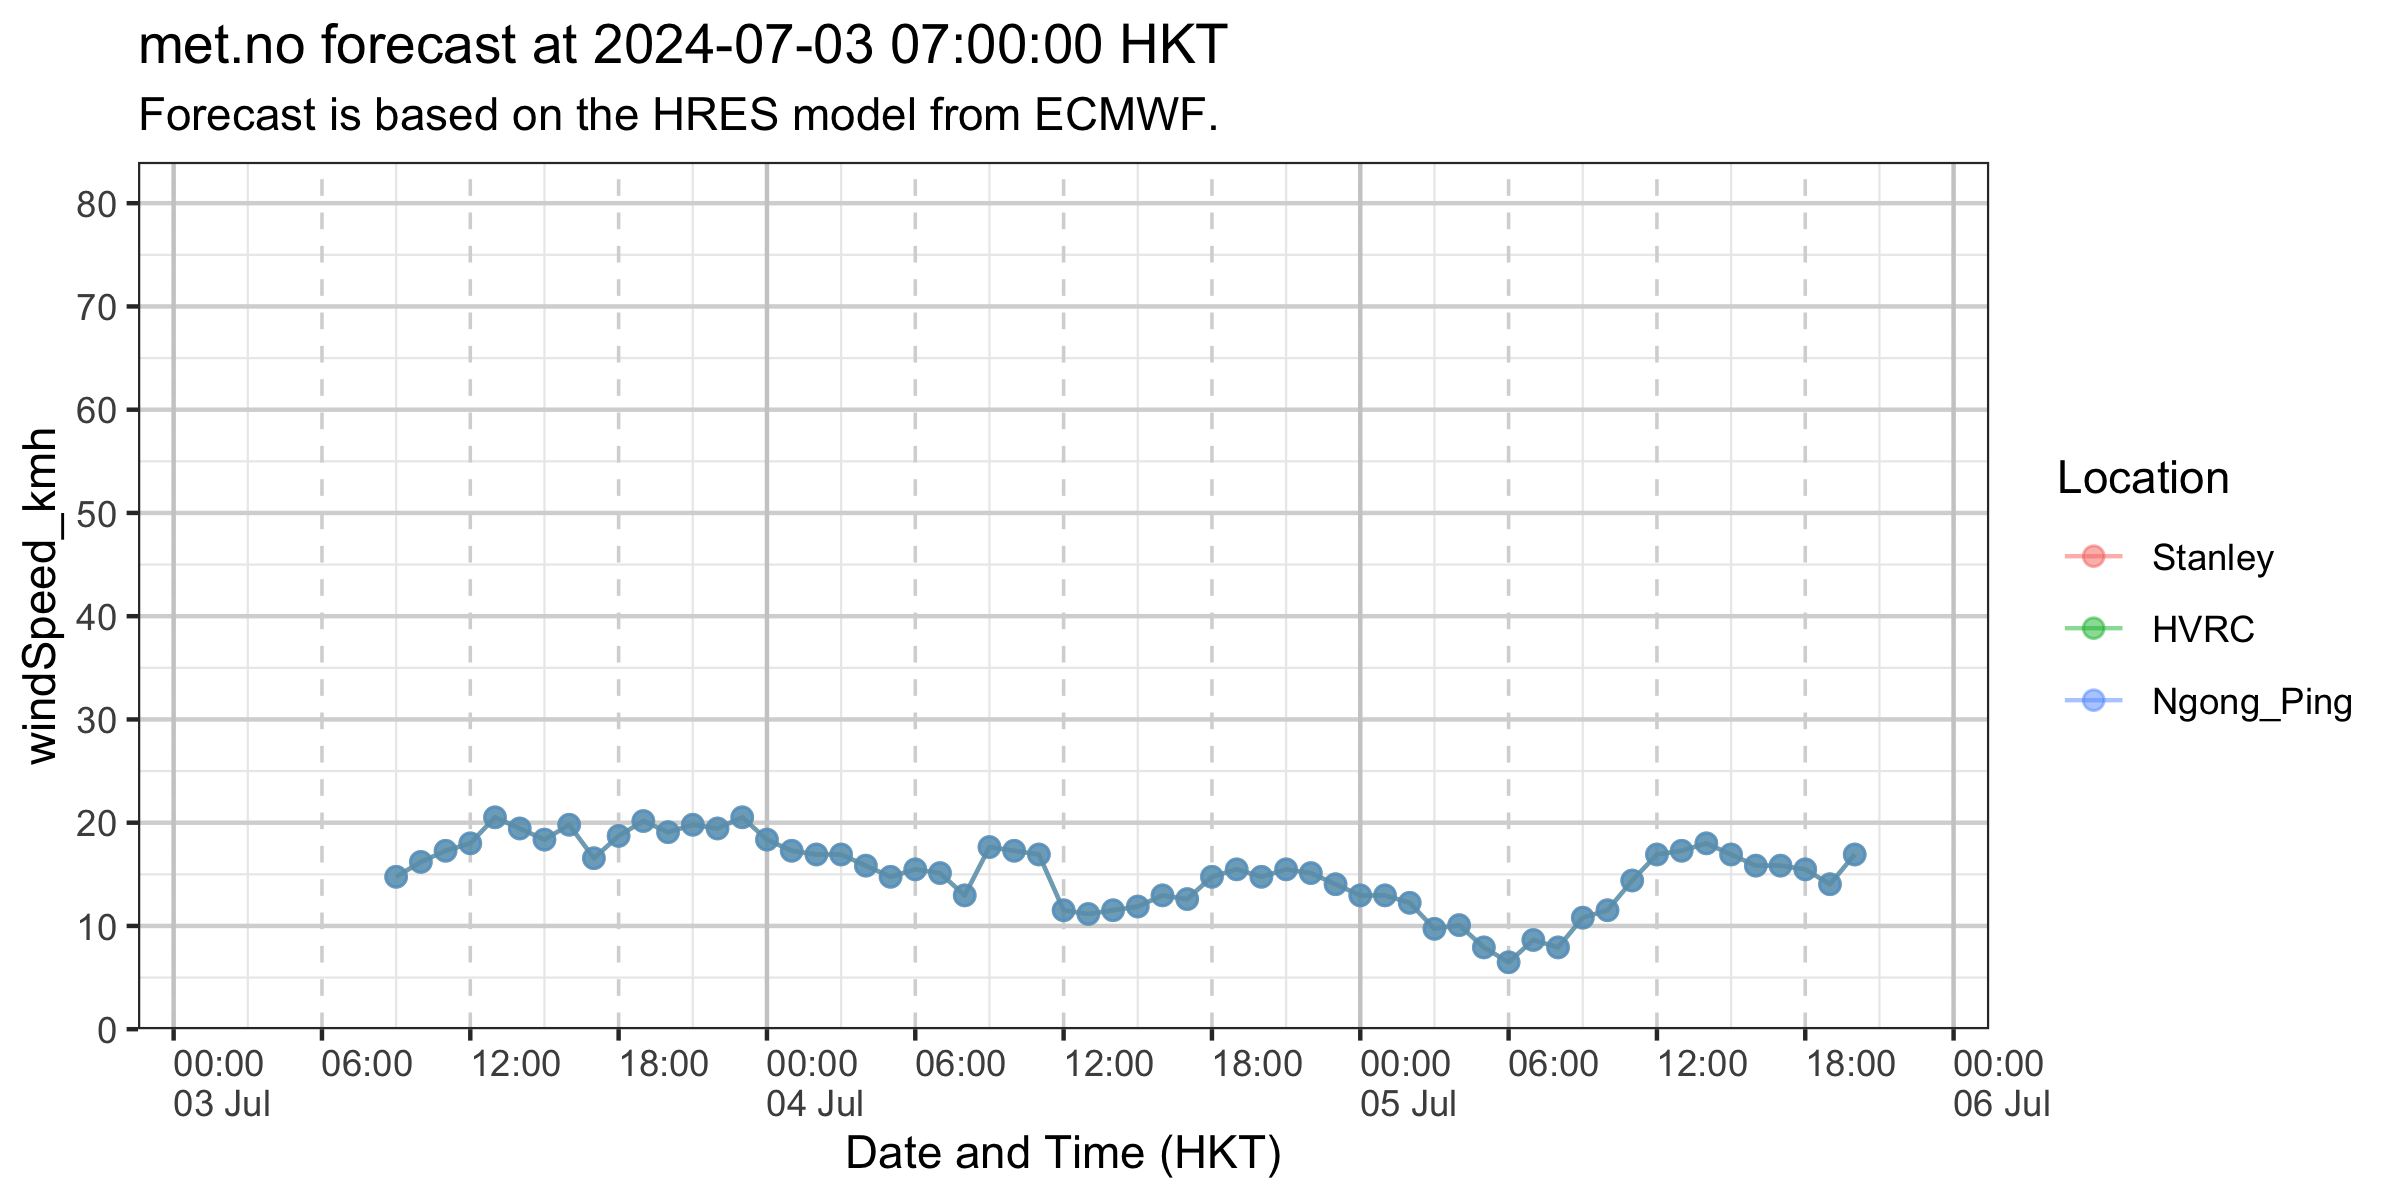 met.no forecast at 2024-07-03 07:00:00 HKT
Forecast is based on the HRES model from ECMWF.
windSpeed_kmh
80
70
60
50
40
30
20
10
0
00:00 06:00 12:00 18:00 00:00 06:00 12:00 18:00 00:00 06:00 12:00 18:00 00:00
03 Jul 04 Jul 05 Jul 06 Jul
Date and Time (HKT)
Location
Stanley
HVRC
Ngong_Ping